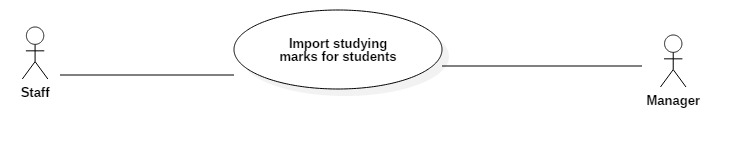 Import studying
marks for students
Staff
Manager